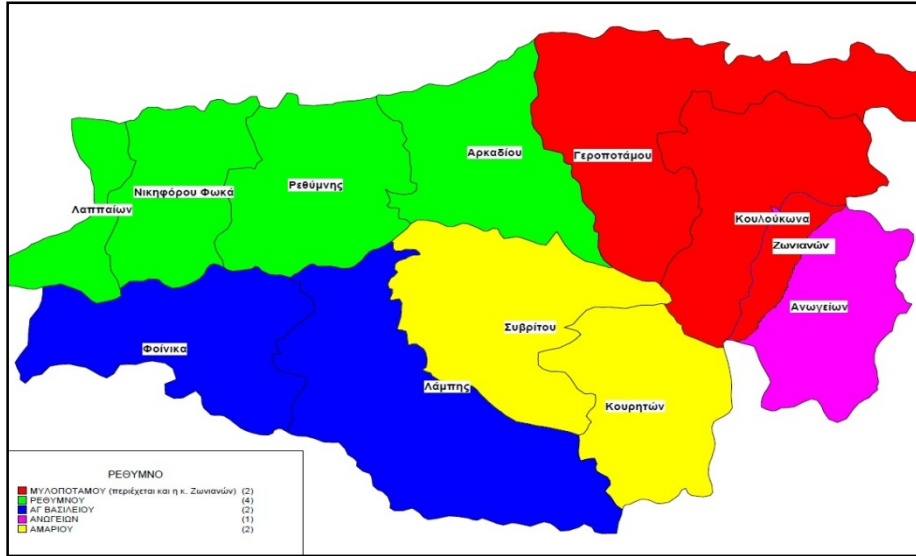 Αρκαδίου
Γεροποτάμου
Λαππαίων
Νικηφόρου Φωκά
Ρεθύμνης
Κουλούκωνα
Ζωνιανών
Ανωγείων
Συβρίτου
Φοίνικα
Λάμπης
Κουρητών
ΡΕΘΥΜΝΟ
ΜΥΛΟΠΟΤΑΜΟΥ (περιέχεται και η κ. Ζωνιανών) (2)
ΡΕΘΥΜΝΟΥ (4)
ΑΓ ΒΑΣΙΛΕΙΟΥ (2)
ΑΝΩΓΕΙΩΝ (1)
ΑΜΑΡΙΟΥ (2)